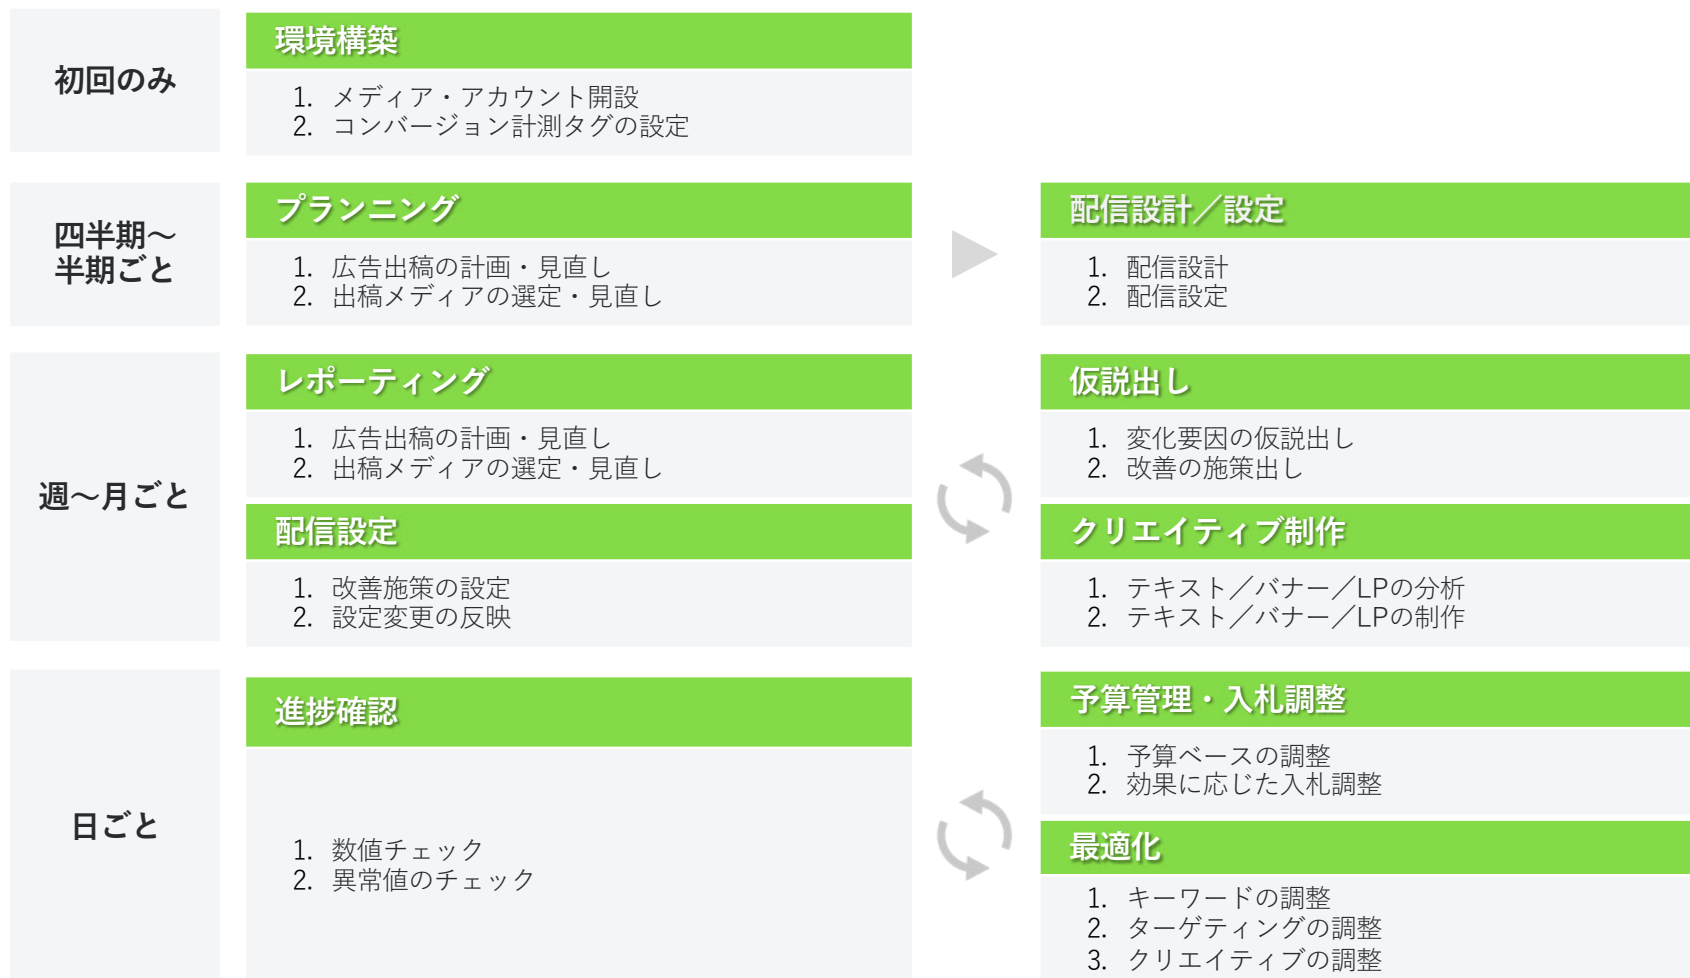 初回のみ
環境構築
1. メディア・アカウント開設
2. コンバージョン計測タグの設定
四半期〜
半期ごと
プランニング
1. 広告出稿の計画・見直し
2. 出稿メディアの選定・見直し
配信設計／設定
1. 配信設計
2. 配信設定
週〜月ごと
レポーティング
1. 広告出稿の計画・見直し
2. 出稿メディアの選定・見直し
配信設定
1. 改善施策の設定
2. 設定変更の反映
仮説出し
1. 変化要因の仮説出し
2. 改善の施策出し
クリエイティブ制作
1. テキスト／バナー／LPの分析
2. テキスト／バナー／LPの制作
日ごと
進捗確認
1. 数値チェック
2. 異常値のチェック
予算管理・入札調整
1. 予算ベースの調整
2. 効果に応じた入札調整
最適化
1. キーワードの調整
2. ターゲティングの調整
3. クリエイティブの調整